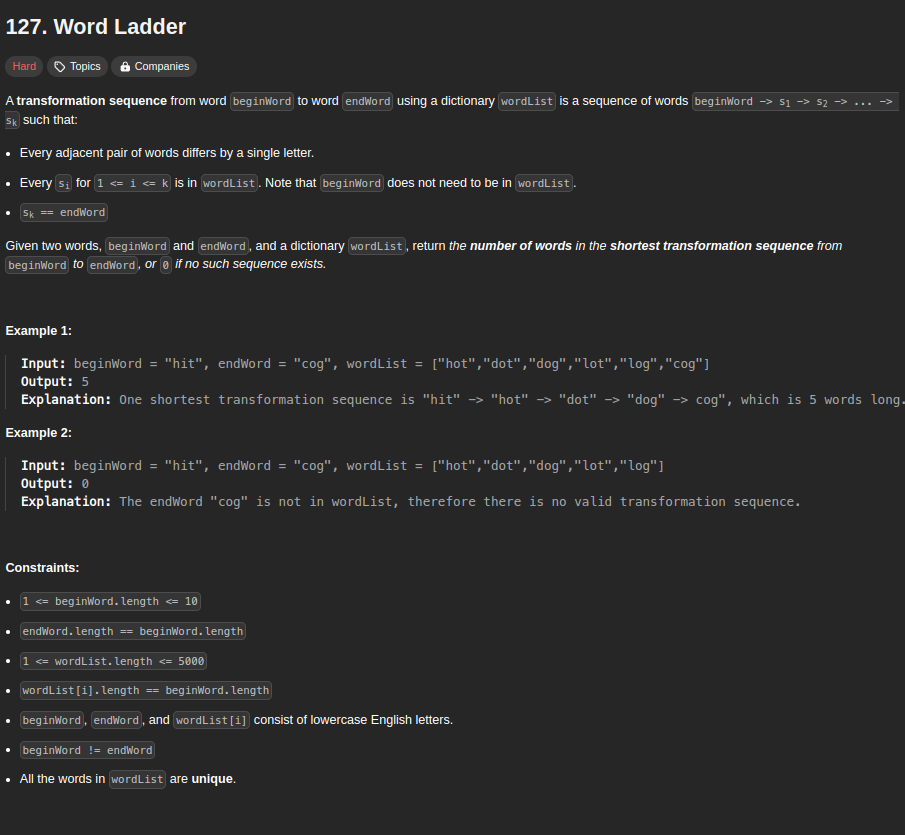 127. Word Ladder
Hard Topics Companies
A transformation sequence from word beginWord to word endWord using a dictionary wordList is a sequence of words beginWord -> s1 -> s2 -> ... ->
sk such that:
• Every adjacent pair of words differs by a single letter.
• Every si for 1 <= i <= k is in wordList. Note that beginWord does not need to be in wordList.
• sk == endWord
Given two words, beginWord and endWord, and a dictionary wordList, return the number of words in the shortest transformation sequence from
beginWord to endWord, or 0 if no such sequence exists.
Example 1:
Input: beginWord = "hit", endWord = "cog", wordList = ["hot","dot","dog","lot","log","cog"]
Output: 5
Explanation: One shortest transformation sequence is "hit" -> "hot" -> "dot" -> "dog" -> cog", which is 5 words long.
Example 2:
Input: beginWord = "hit", endWord = "cog", wordList = ["hot","dot","dog","lot","log"]
Output: 0
Explanation: The endWord "cog" is not in wordList, therefore there is no valid transformation sequence.
Constraints:
• 1 <= beginWord.length <= 10
• endWord.length == beginWord.length
• 1 <= wordList.length <= 5000
• wordList[i].length == beginWord.length
• beginWord, endWord, and wordList[i] consist of lowercase English letters.
• beginWord != endWord
• All the words in wordList are unique.